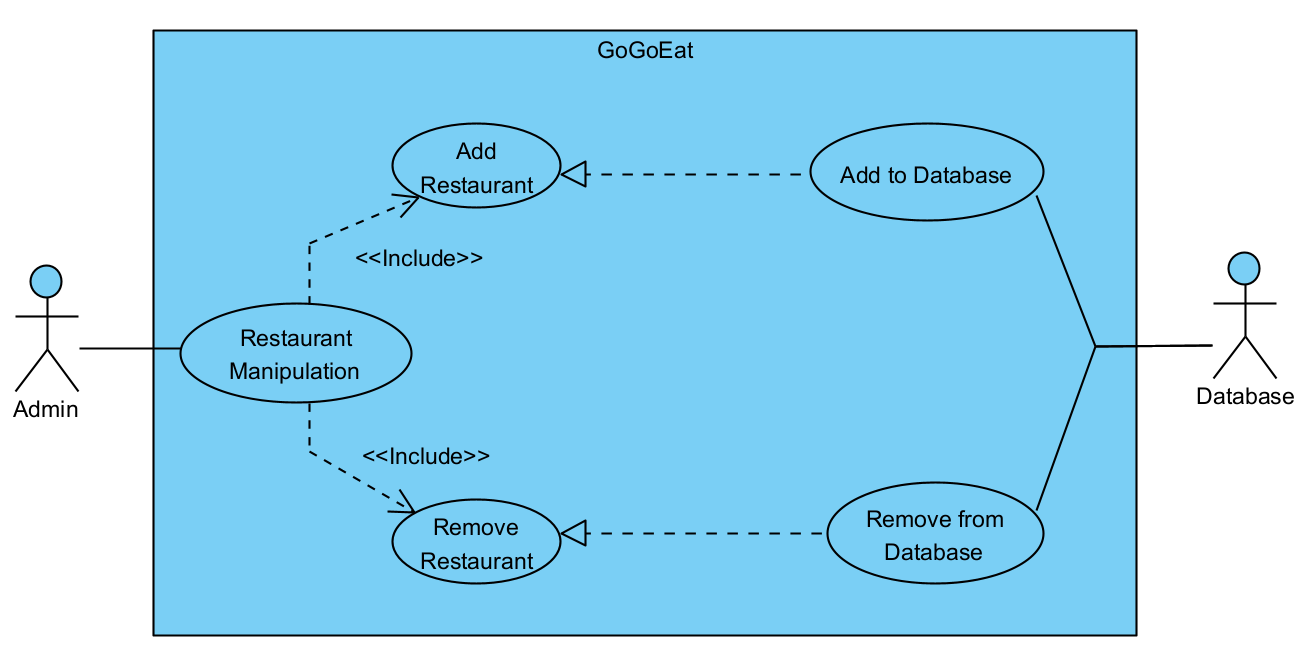 GoGoEat
Add
Restaurant
Add to Database
<<Include>>
Restaurant
Manipulation
Admin
Database
<<Include>>
Remove
Restaurant
Remove from
Database